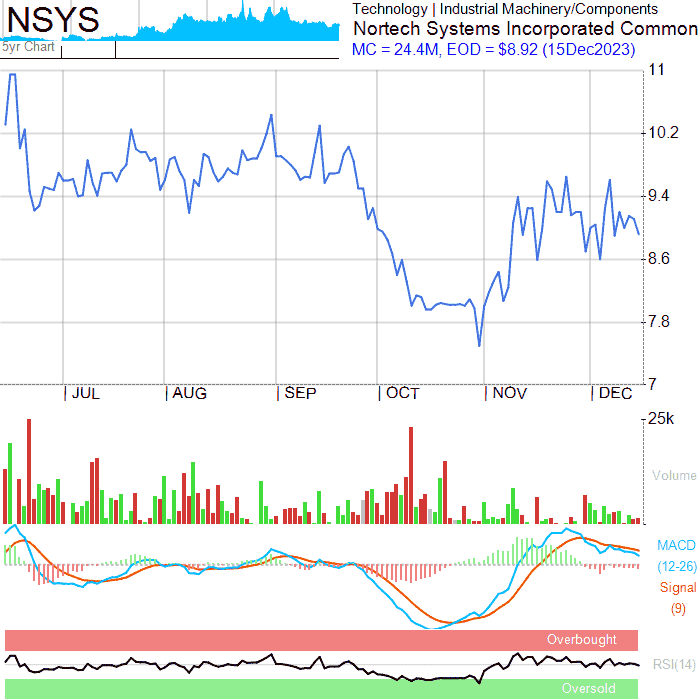 NSYS
5yr Chart
Technology | Industrial Machinery/Components
Nortech Systems Incorporated Common
MC = 24.4M, EOD = $8.92 (15Dec2023)
11
10.2
9.4
8.6
7.8
7
JUL AUG SEP OCT NOV DEC
25k
Volume
MACD
(12-26)
Signal
(9)
Overbought
RSI(14)
Oversold